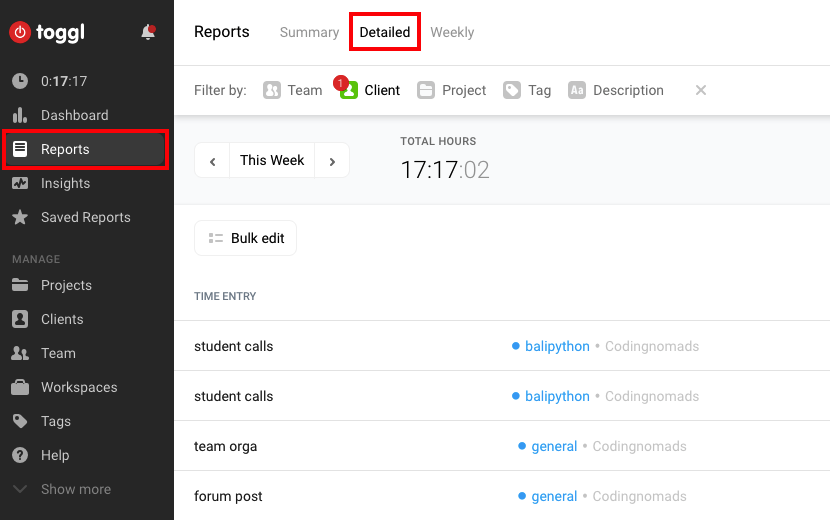 toggl
0:17:17
Dashboard
Reports
Insights
Saved Reports
MANAGE
Projects
Clients
Team
Workspaces
Tags
Help
Show more
Reports Summary Detailed Weekly
Filter by: Team 1 Client Project Tag Aa Description
This Week
TOTAL HOURS
17:17:02
Bulk edit
TIME ENTRY
student calls balipython • Codingnomads
student calls balipython • Codingnomads
team orga general • Codingnomads
forum post general • Codingnomads